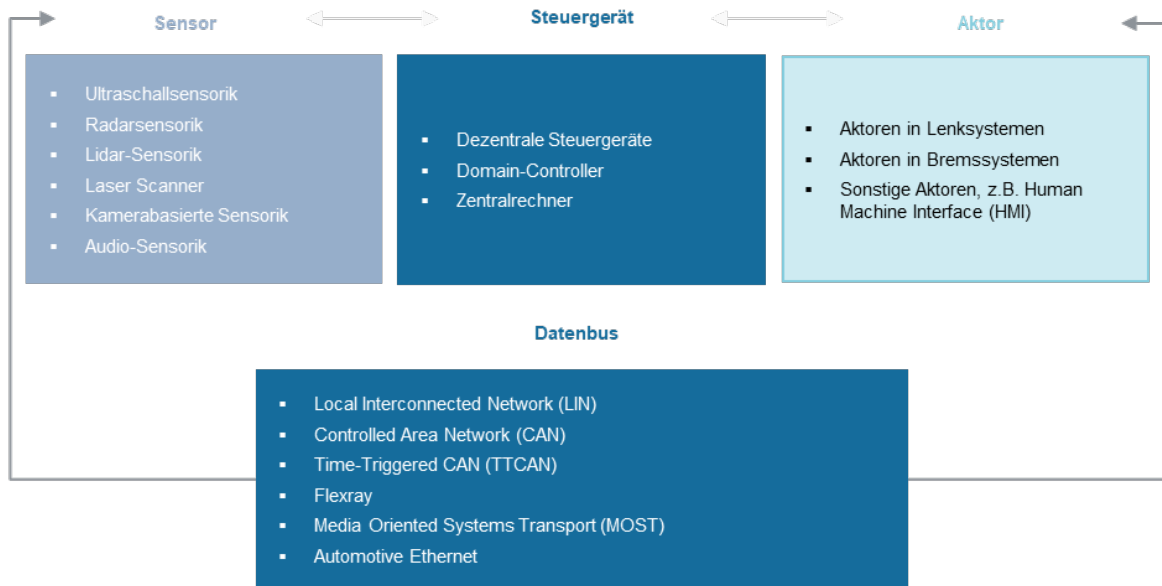 Sensor
Steuergerät
Aktor
▪ Ultraschallsensorik
▪ Radarsensorik
▪ Lidar-Sensorik
▪ Laser Scanner
▪ Kamerabasierte Sensorik
▪ Audio-Sensorik
▪ Dezentrale Steuergeräte
▪ Domain-Controller
▪ Zentralrechner
▪ Aktoren in Lenksystemen
▪ Aktoren in Bremssystemen
▪ Sonstige Aktoren, z.B. Human
Machine Interface (HMI)
Datenbus
▪ Local Interconnected Network (LIN)
▪ Controlled Area Network (CAN)
▪ Time-Triggered CAN (TTCAN)
▪ Flexray
▪ Media Oriented Systems Transport (MOST)
▪ Automotive Ethernet